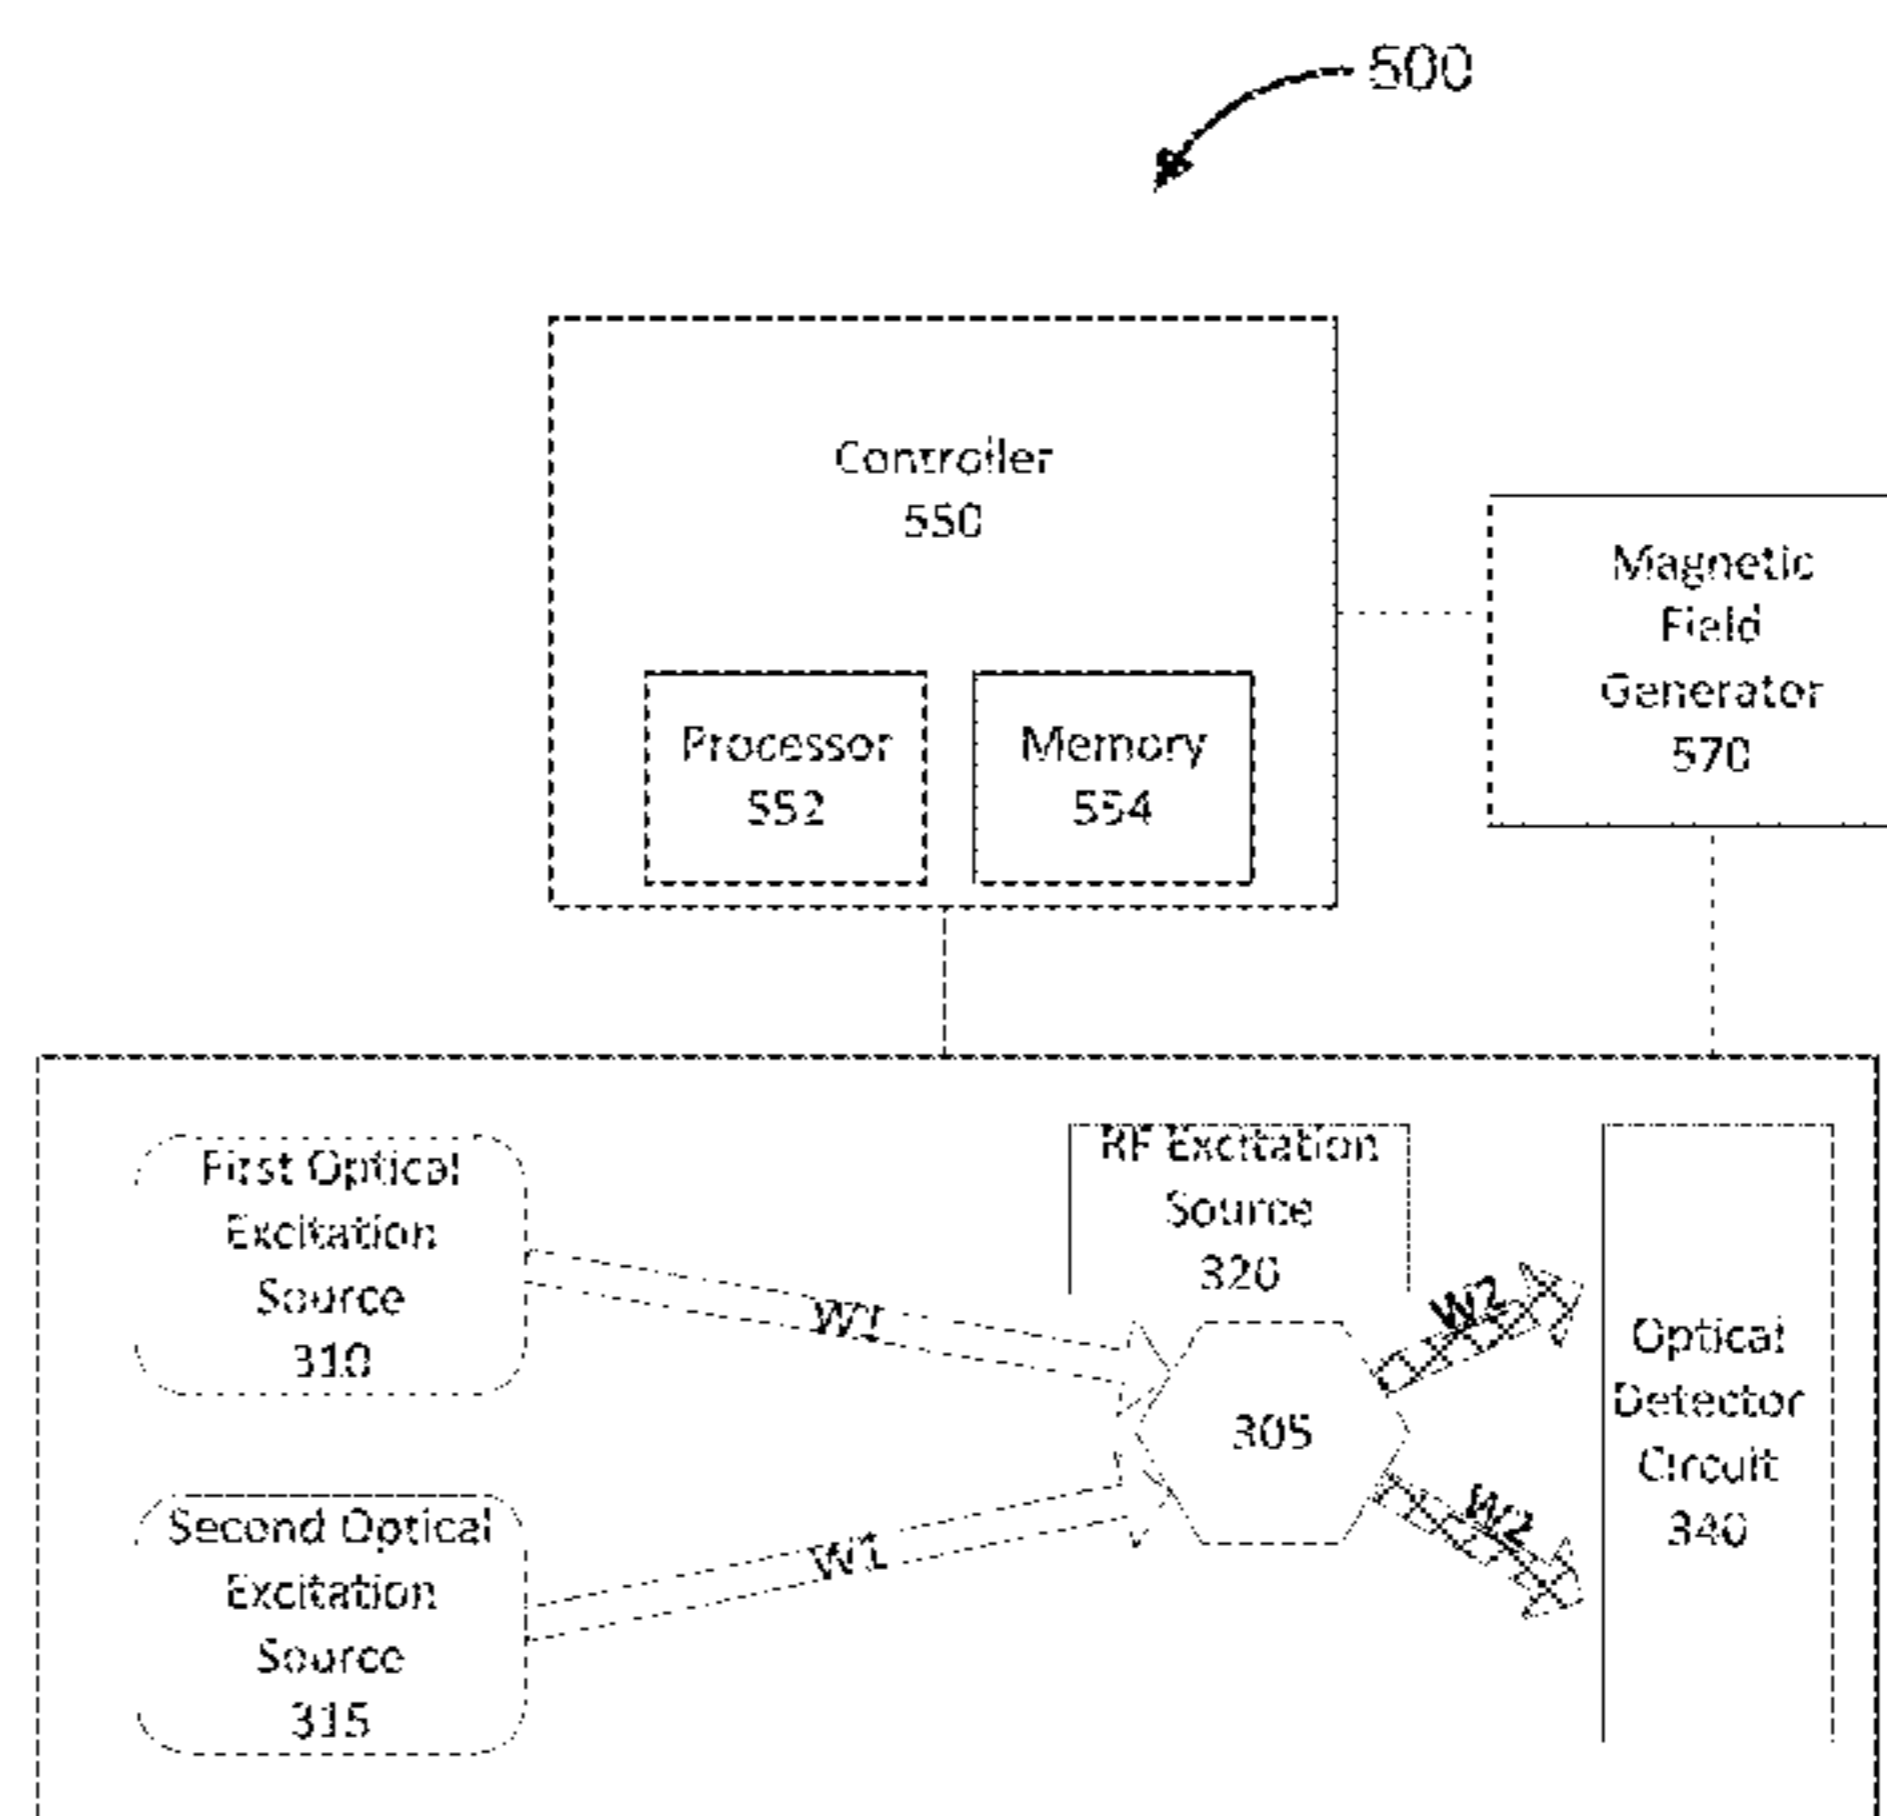 500
Controller
550
Magnetic
Field
Generator
570
Processor
552
Memory
554
First Optical
Excitation
Source
310
RF Excitation
Source
320
W1
W2
305
Optical
Detector
Circuit
340
Second Optical
Excitation
Source
315
W1
W2